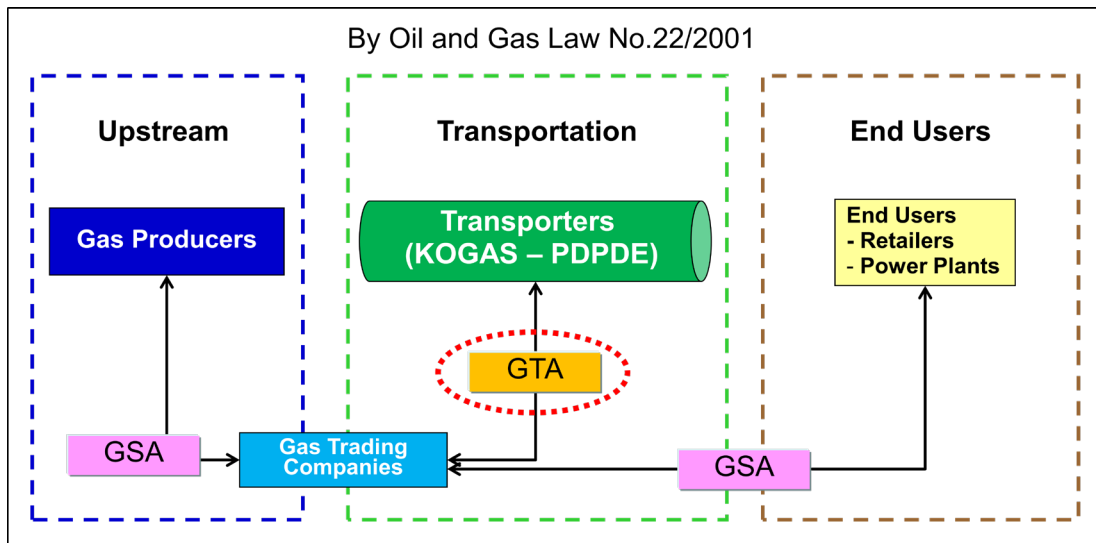 By Oil and Gas Law No.22/2001
Upstream
Transportation
End Users
Gas Producers
Transporters
(KOGAS – PDPDE)
End Users
- Retailers
- Power Plants
GTA
GSA
Gas Trading
Companies
GSA